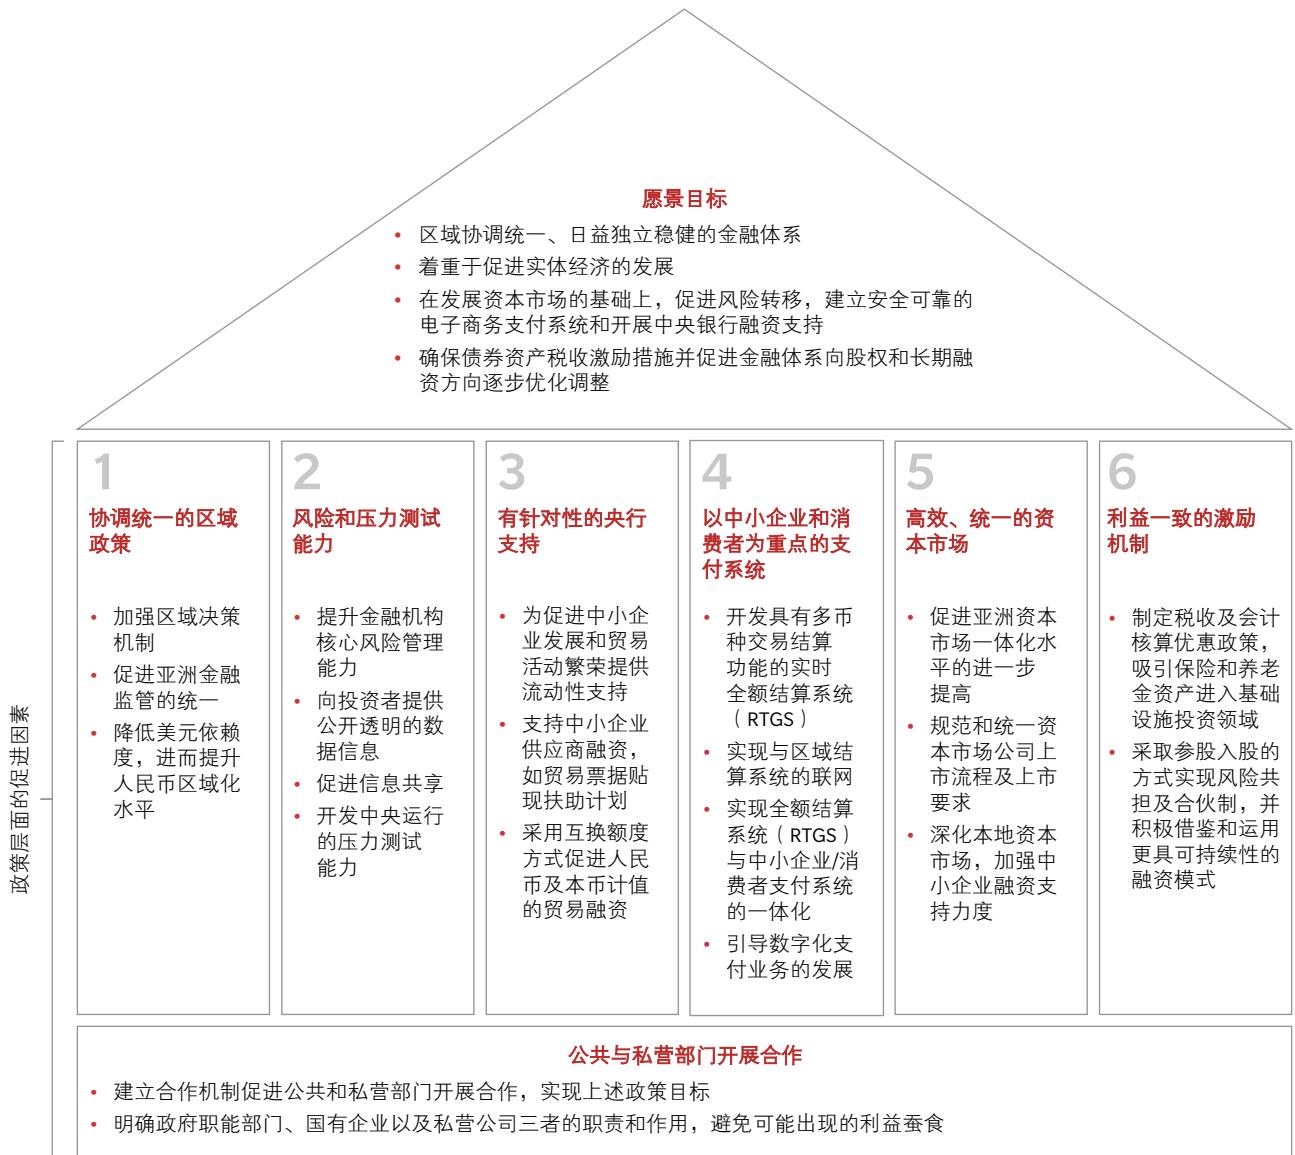 愿景目标
• 区域协调统一、日益独立稳健的金融体系
• 着重于促进实体经济的发展
• 在发展资本市场的基础上，促进风险转移，建立安全可靠的
电子商务支付系统和开展中央银行融资支持
• 确保债券资产税收激励措施并促进金融体系向股权和长期融
资方向逐步优化调整
政策层面的促进因素
1
协调统一的区域
政策
• 加强区域决策
机制
• 促进亚洲金融
监管的统一
• 降低美元依赖
度，进而提升
人民币区域化
水平
2
风险和压力测试
能力
• 提升金融机构
核心风险管理
能力
• 向投资者提供
公开透明的数
据信息
• 促进信息共享
• 开发中央运行
的压力测试
能力
3
有针对性的央行
支持
• 为促进中小企
业发展和贸易
活动繁荣提供
流动性支持
• 支持中小企业
供应商融资，
如贸易票据贴
现扶助计划
• 采用互换额度
方式促进人民
币及本币计值
的贸易融资
4
以中小企业和消
费者为重点的支
付系统
• 开发具有多币
种交易结算
功能的实时
全额结算系统
（RTGS）
• 实现与区域结
算系统的联网
• 实现全额结算
系统（RTGS）
与中小企业/消
费者支付系统
的一体化
• 引导数字化支
付业务的发展
5
高效、统一的资
本市场
• 促进亚洲资本
市场一体化水
平的进一步
提高
• 规范和统一资
本市场公司上
市流程及上市
要求
• 深化本地资本
市场，加强中
小企业融资支
持力度
6
利益一致的激励
机制
• 制定税收及会计
核算优惠政策，
吸引保险和养老
金资产进入基础
设施投资领域
• 采取参股入股的
方式实现风险共
担及合伙制，并
积极借鉴和运用
更具可持续性的
融资模式
公共与私营部门开展合作
• 建立合作机制促进公共和私营部门开展合作，实现上述政策目标
• 明确政府职能部门、国有企业以及私营公司三者的职责和作用，避免可能出现的利益蚕食